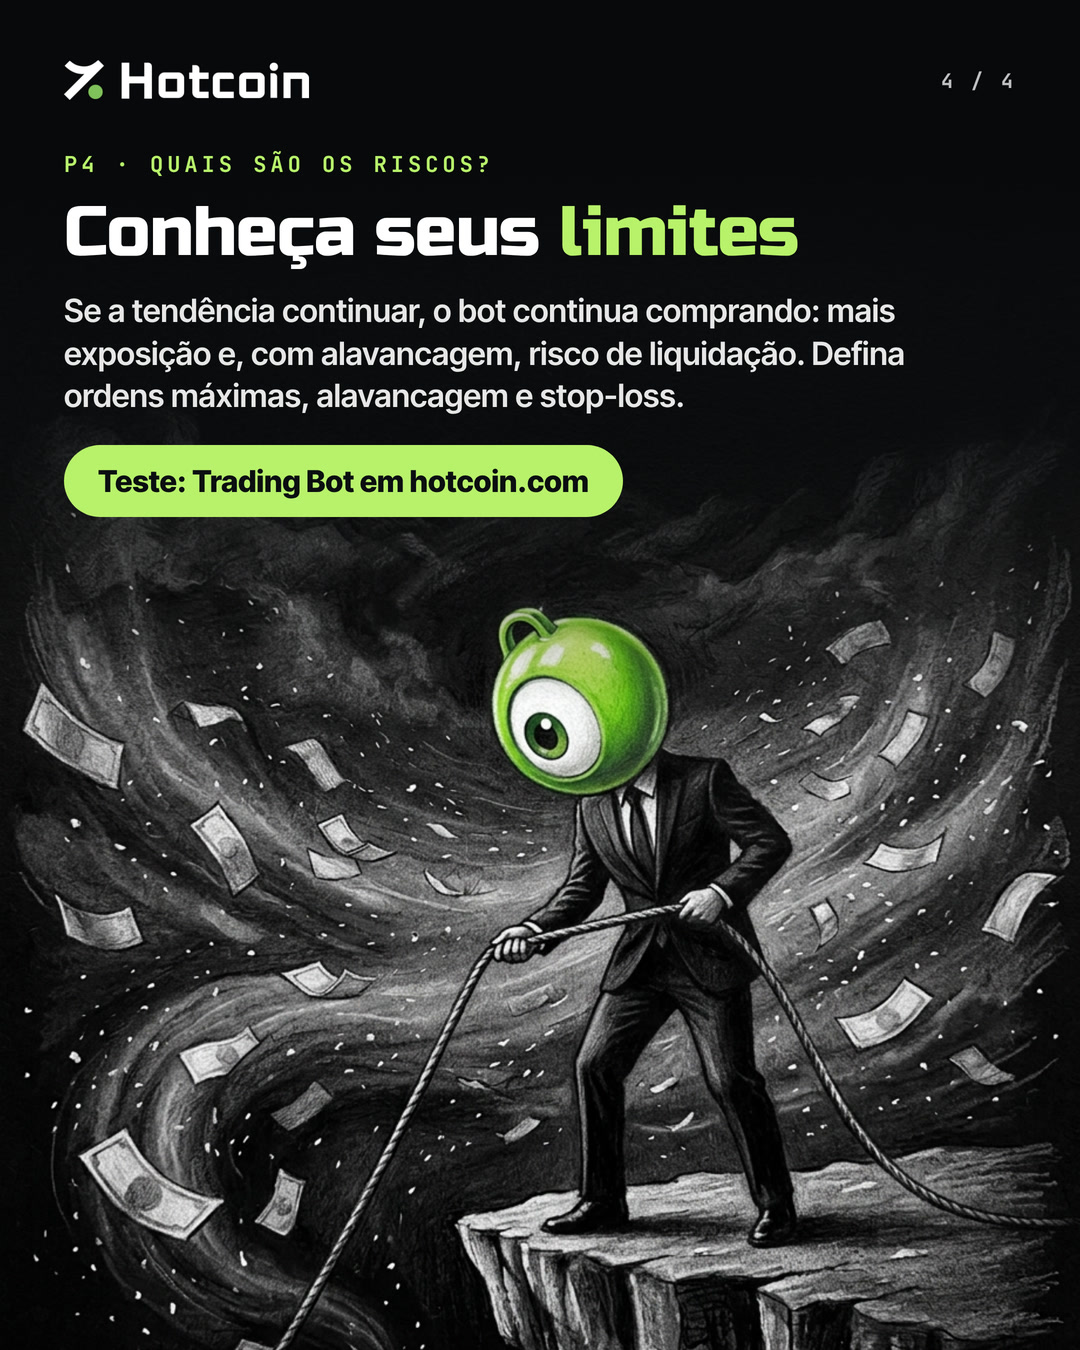 Hotcoin
4 / 4
P4 · QUAIS SÃO OS RISCOS?
Conheça seus limites
Se a tendência continuar, o bot continua comprando: mais
exposição e, com alavancagem, risco de liquidação. Defina
ordens máximas, alavancagem e stop-loss.
Teste: Trading Bot em hotcoin.com